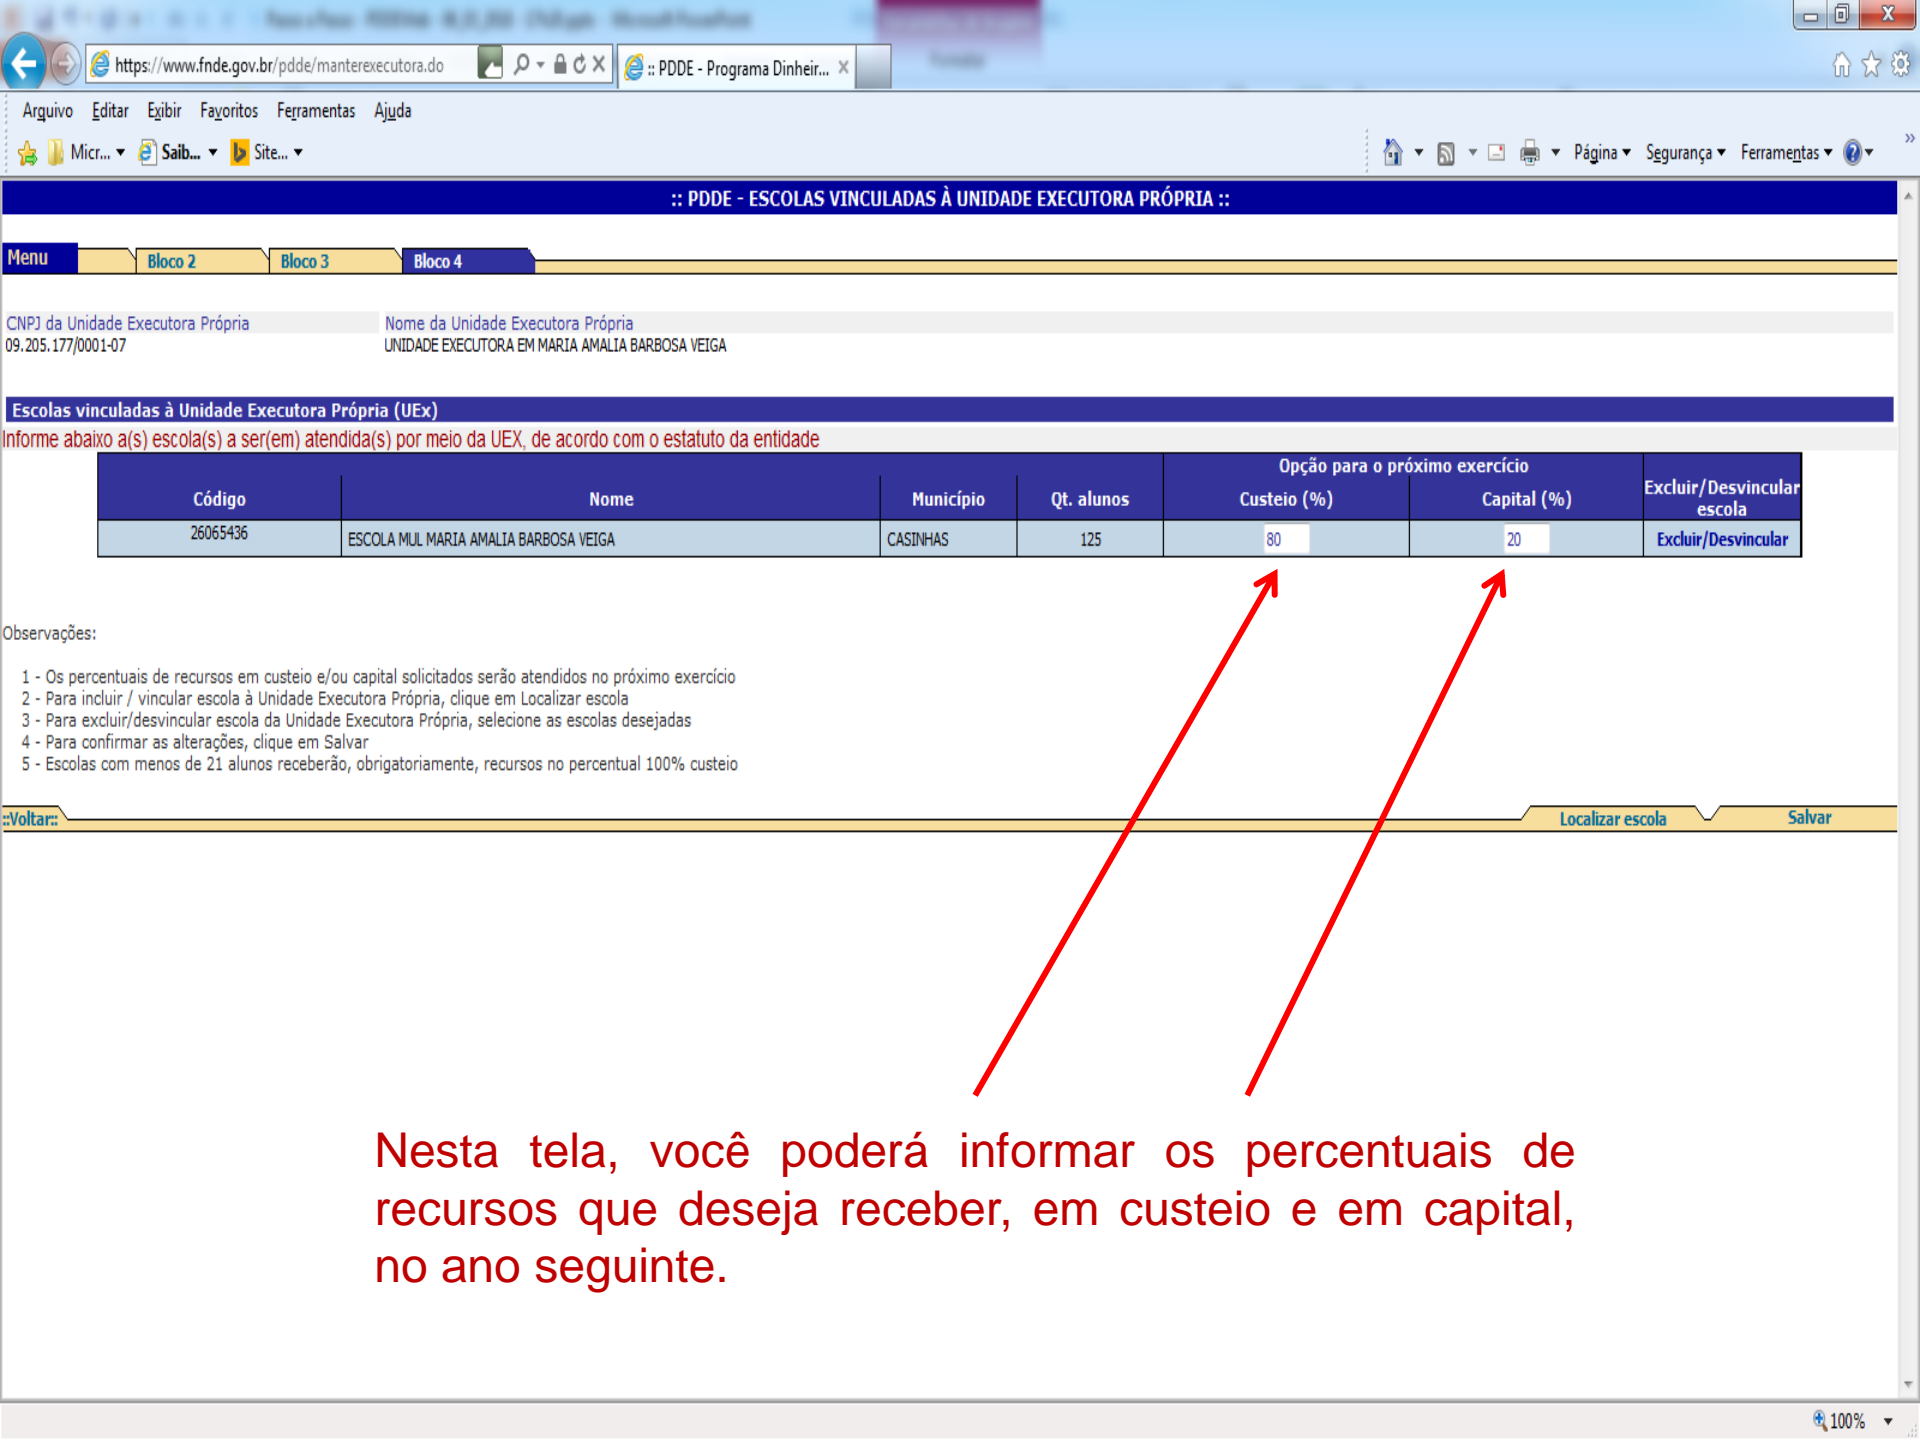 https://www.fnde.gov.br/pdde/manterexecutora.do
:: PDDE - Programa Dinheir...
Arquivo Editar Exibir Favoritos Ferramentas Ajuda
Micr... Saib... Site... Página Segurança Ferramentas
:: PDDE - ESCOLAS VINCULADAS À UNIDADE EXECUTORA PRÓPRIA ::
Menu Bloco 2 Bloco 3 Bloco 4
CNPJ da Unidade Executora Própria Nome da Unidade Executora Própria
09.205.177/0001-07 UNIDADE EXECUTORA EM MARIA AMALIA BARBOSA VEIGA
Escolas vinculadas à Unidade Executora Própria (UEx)
Informe abaixo a(s) escola(s) a ser(em) atendida(s) por meio da UEX, de acordo com o estatuto da entidade
Opção para o próximo exercício
Código Nome Município Qt. alunos Custeio (%) Capital (%) Excluir/Desvincular escola
26065436 ESCOLA MUL MARIA AMALIA BARBOSA VEIGA CASINHAS 125 80 20 Excluir/Desvincular
Observações:
1 - Os percentuais de recursos em custeio e/ou capital solicitados serão atendidos no próximo exercício
2 - Para incluir / vincular escola à Unidade Executora Própria, clique em Localizar escola
3 - Para excluir/desvincular escola da Unidade Executora Própria, selecione as escolas desejadas
4 - Para confirmar as alterações, clique em Salvar
5 - Escolas com menos de 21 alunos receberão, obrigatoriamente, recursos no percentual 100% custeio
::Voltar:: Localizar escola Salvar
Nesta tela, você poderá informar os percentuais de
recursos que deseja receber, em custeio e em capital,
no ano seguinte.
100%